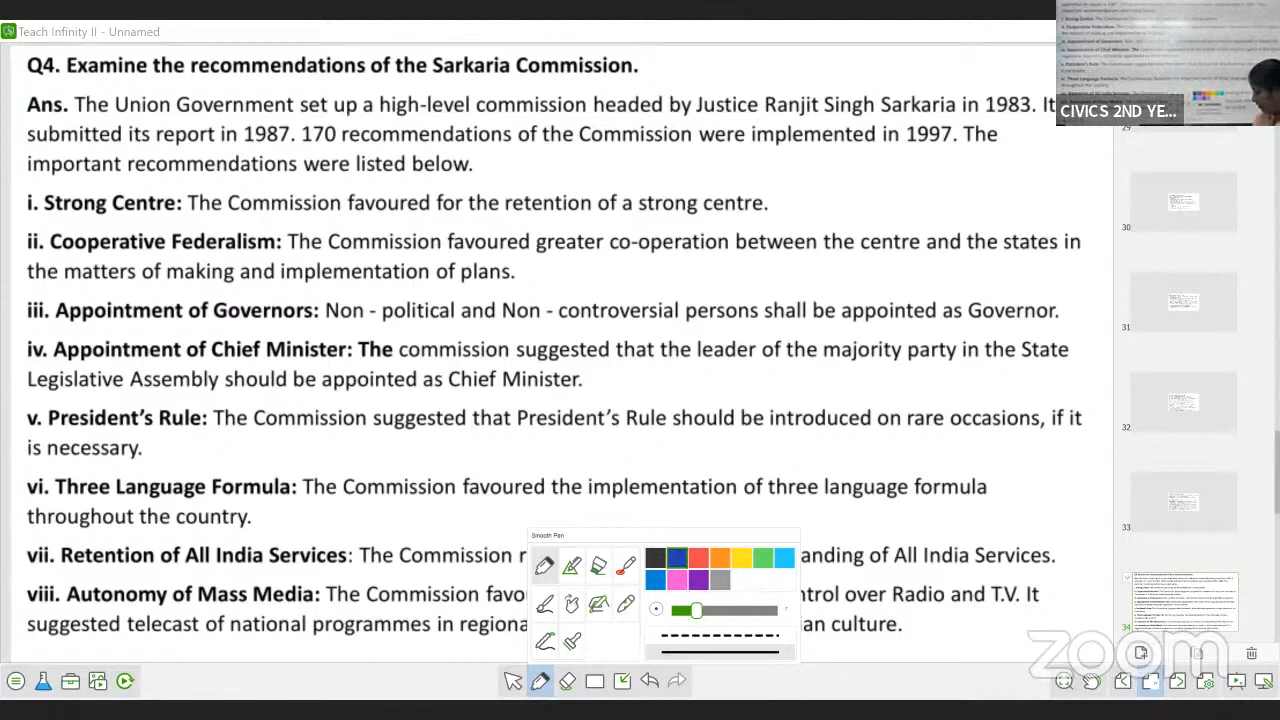 Teach Infinity II - Unnamed
Q4. Examine the recommendations of the Sarkaria Commission.
Ans. The Union Government set up a high-level commission headed by Justice Ranjit Singh Sarkaria in 1983. It
submitted its report in 1987. 170 recommendations of the Commission were implemented in 1997. The
important recommendations were listed below.
i. Strong Centre: The Commission favoured for the retention of a strong centre.
ii. Cooperative Federalism: The Commission favoured greater co-operation between the centre and the states in
the matters of making and implementation of plans.
iii. Appointment of Governors: Non - political and Non - controversial persons shall be appointed as Governor.
iv. Appointment of Chief Minister: The commission suggested that the leader of the majority party in the State
Legislative Assembly should be appointed as Chief Minister.
v. President's Rule: The Commission suggested that President's Rule should be introduced on rare occasions, if it
is necessary.
vi. Three Language Formula: The Commission favoured the implementation of three language formula
throughout the country.
vii. Retention of All India Services: The Commission r anding of All India Services.
viii. Autonomy of Mass Media: The Commission favo ntrol over Radio and T.V. It
suggested telecast of national programmes in regio an culture.
Smooth Pen
CIVICS 2ND YE...
29
30
31
32
33
34
zoom